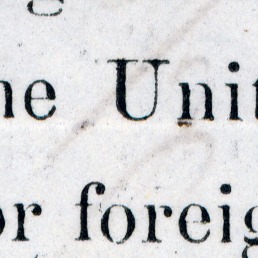 he Unit
or foreig